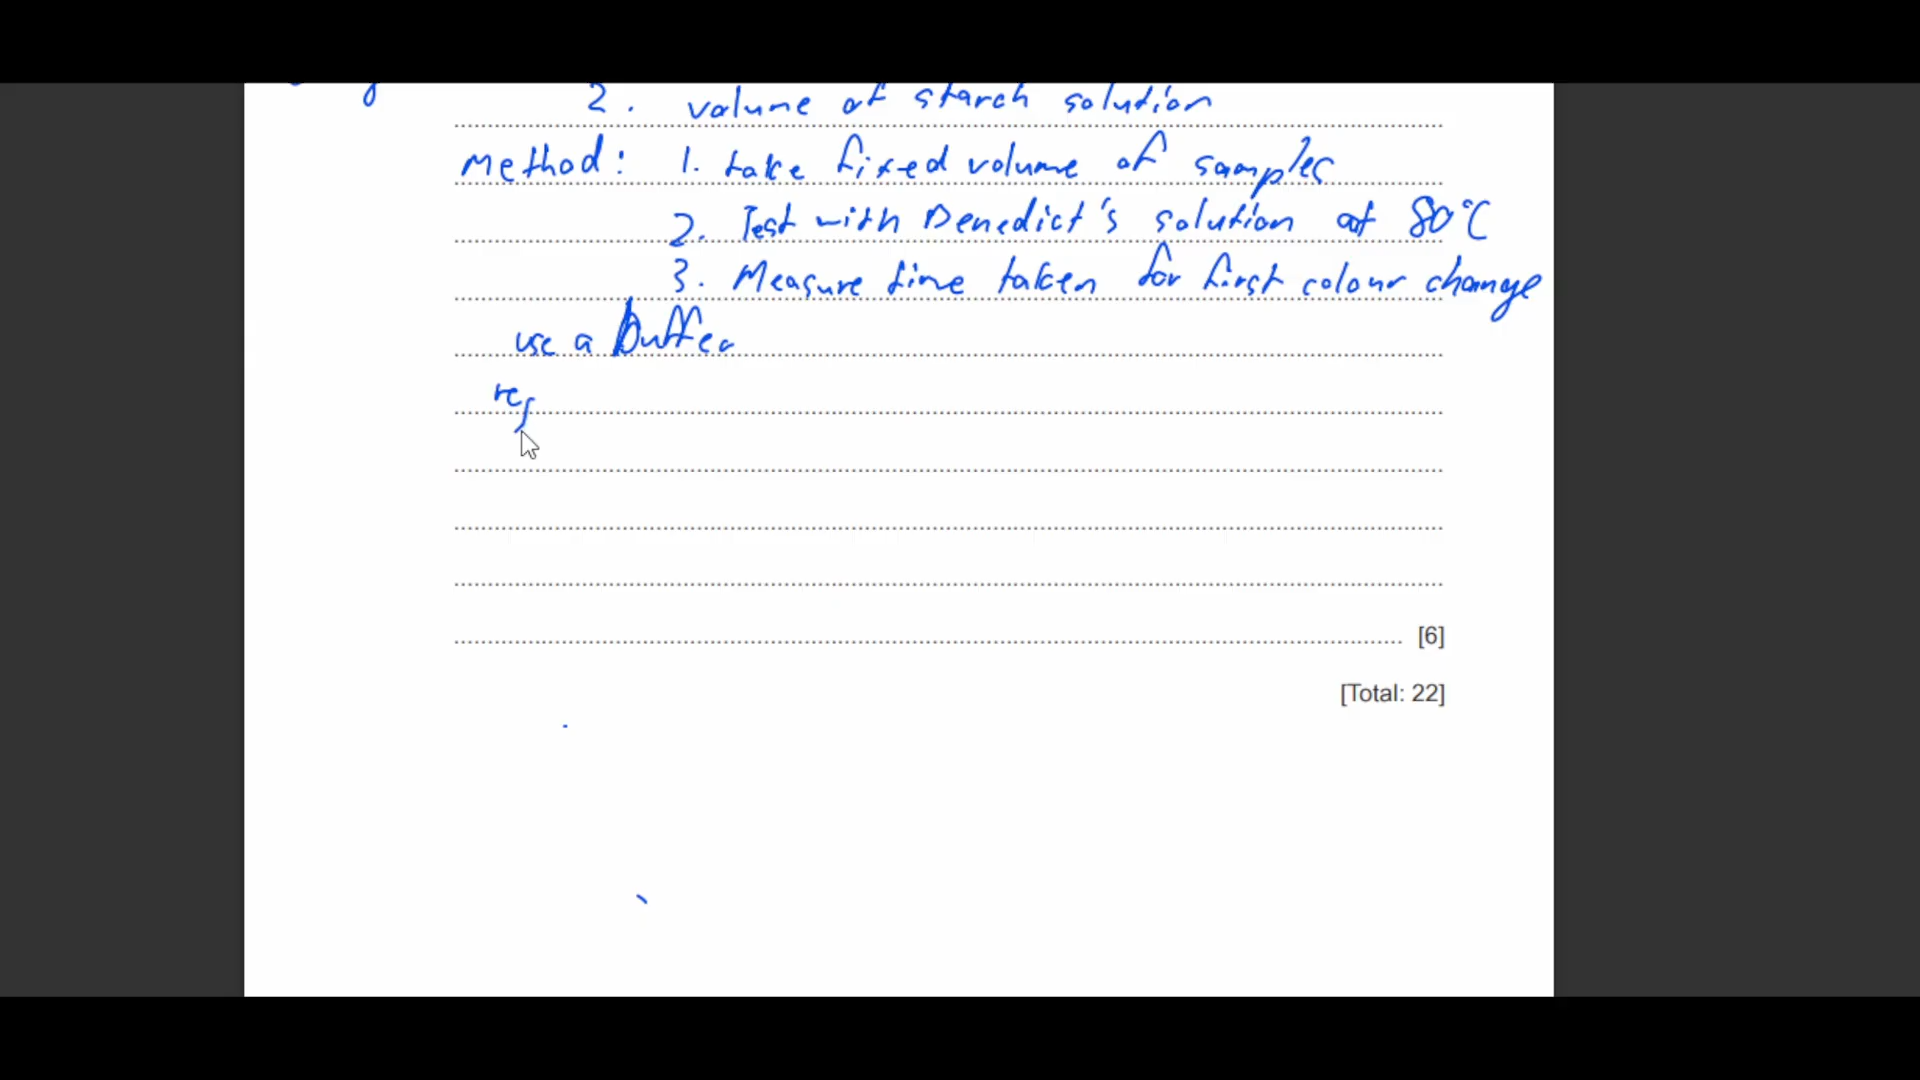 2. volume of starch solution
Method: 1. take fixed volume of samples
2. Test with Benedict's solution at 80°C
3. Measure time taken for first colour change
use a buffer
[6]
[Total: 22]